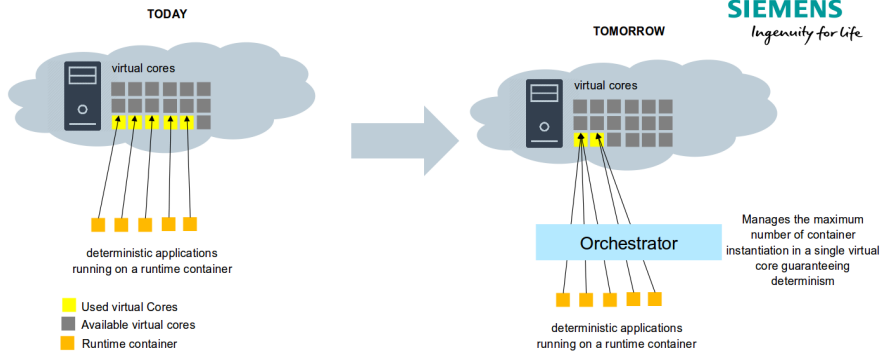 TODAY
virtual cores
deterministic applications
running on a runtime container
Used virtual Cores
Available virtual cores
Runtime container
SIEMENS
Ingenuity for life
TOMORROW
virtual cores
Orchestrator
Manages the maximum
number of container
instantiation in a single virtual
core guaranteeing
determinism
deterministic applications
running on a runtime container